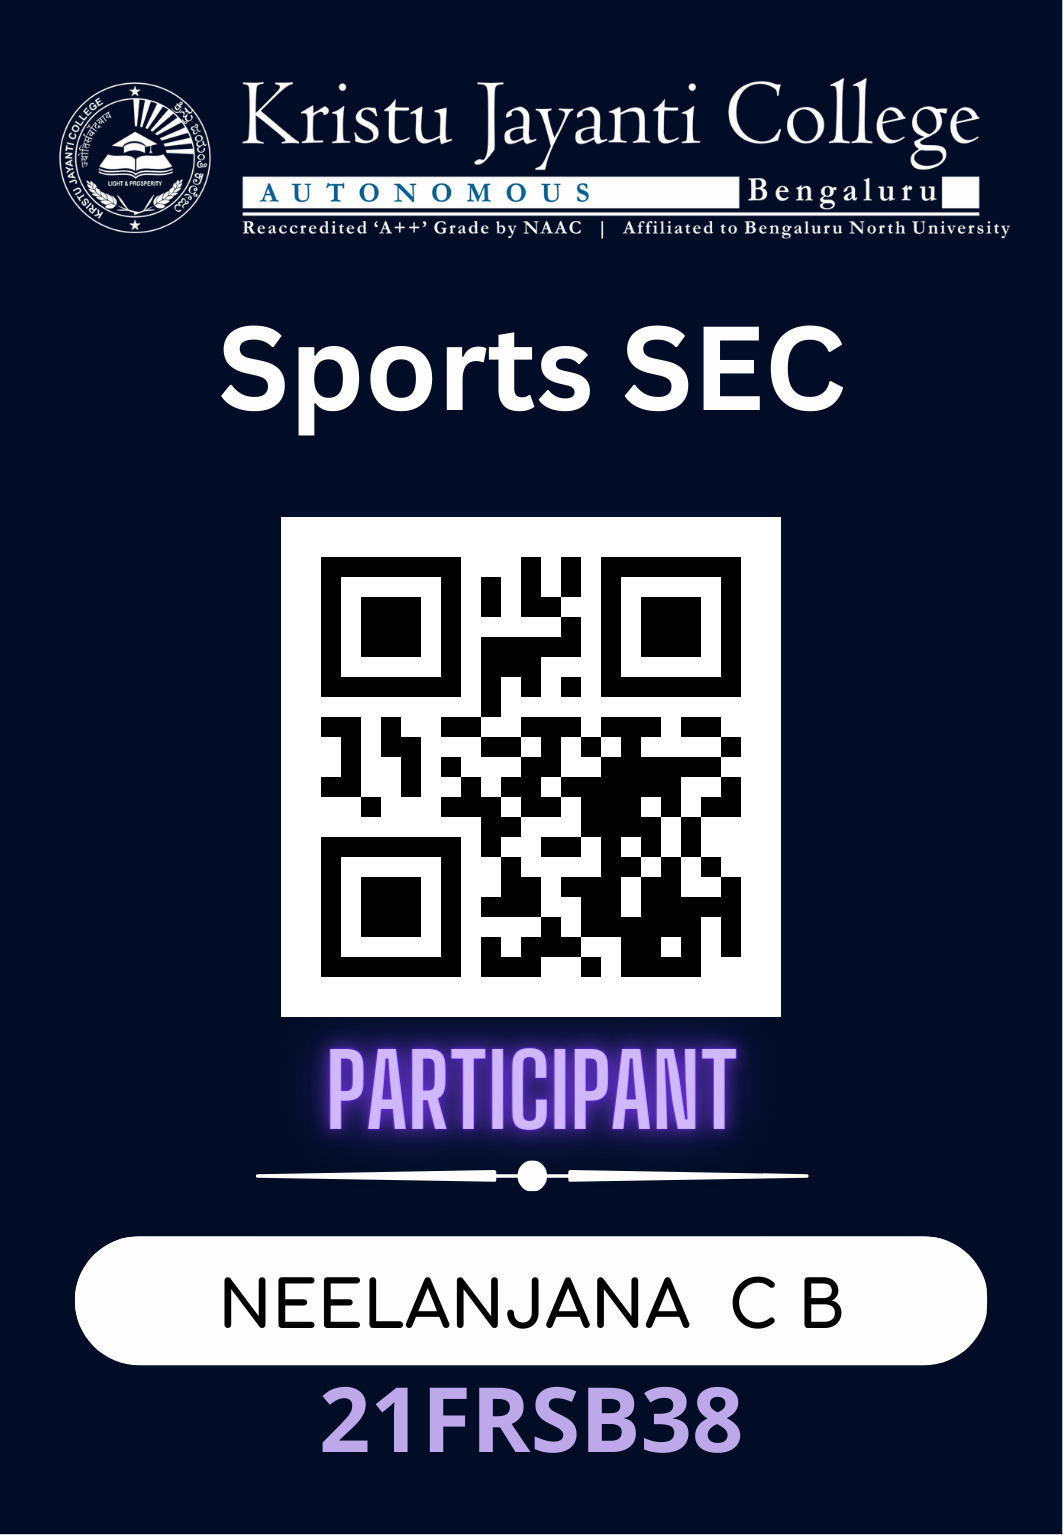 Kristu Jayanti College
AUTONOMOUS Bengaluru
Reaccredited ‘A++’ Grade by NAAC | Affiliated to Bengaluru North University
KRISTU JAYANTI COLLEGE
LIGHT & PROSPERITY
Sports SEC
PARTICIPANT
NEELANJANA C B
21FRSB38